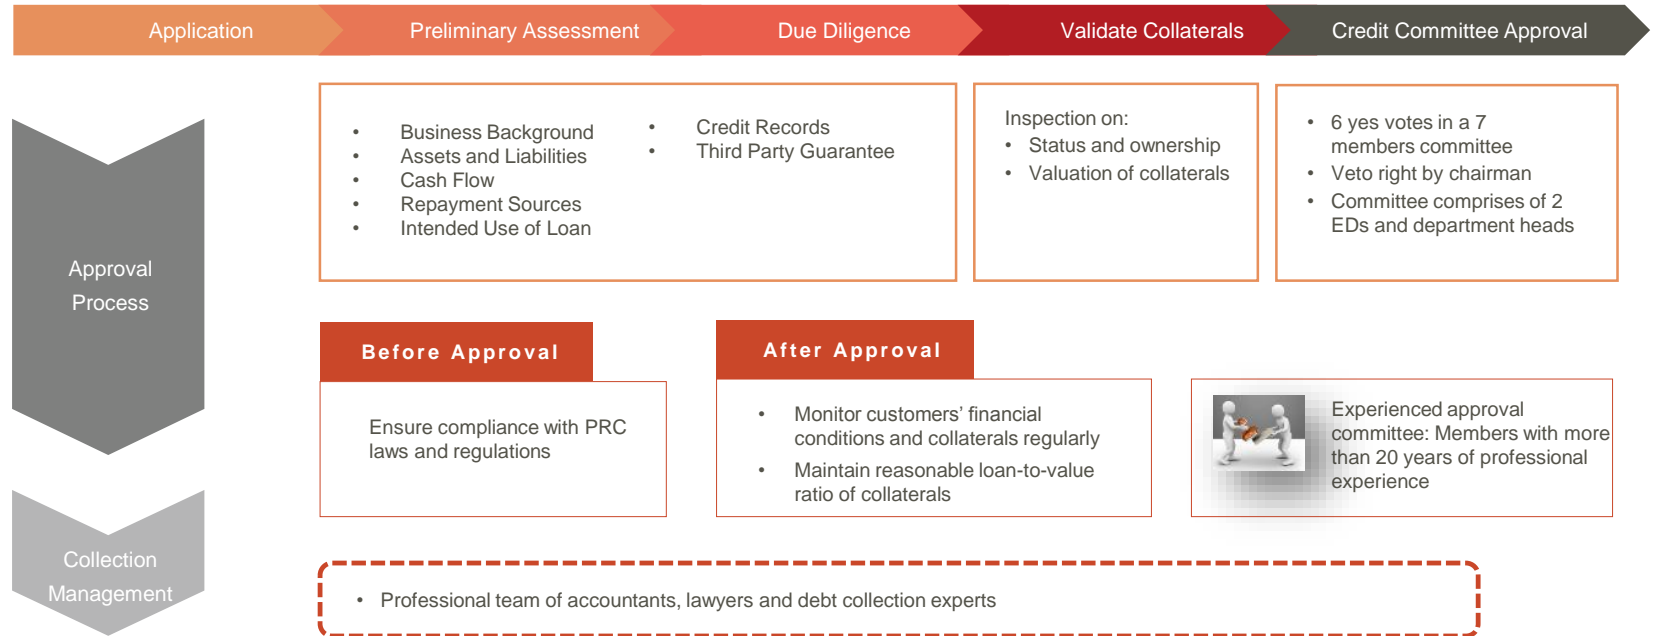 Application
Preliminary Assessment
Due Diligence
Validate Collaterals
Credit Committee Approval
Approval
Process
• Business Background
• Assets and Liabilities
• Cash Flow
• Repayment Sources
• Intended Use of Loan
• Credit Records
• Third Party Guarantee
Inspection on:
• Status and ownership
• Valuation of collaterals
• 6 yes votes in a 7
members committee
• Veto right by chairman
• Committee comprises of 2
EDs and department heads
Before Approval
Ensure compliance with PRC
laws and regulations
After Approval
• Monitor customers’ financial
conditions and collaterals regularly
• Maintain reasonable loan-to-value
ratio of collaterals
Experienced approval
committee: Members with more
than 20 years of professional
experience
Collection
Management
• Professional team of accountants, lawyers and debt collection experts